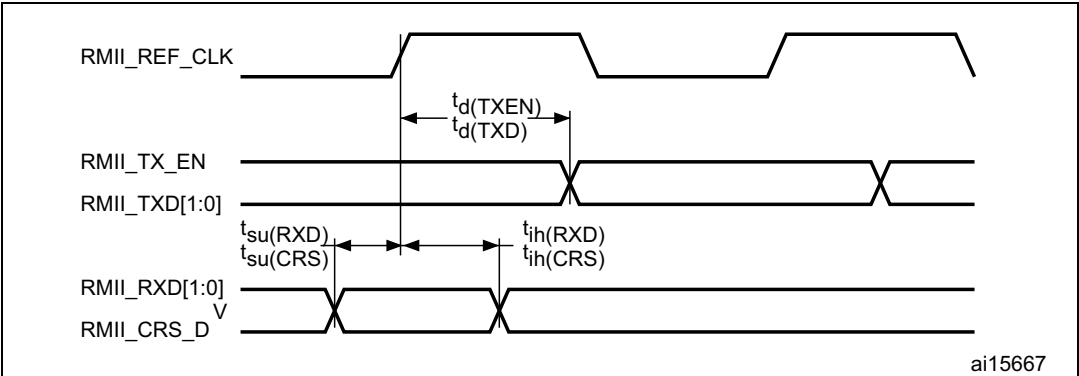 RMII_REF_CLK
td(TXEN)
td(TXD)
RMII_TX_EN
RMII_TXD[1:0]
tsu(RXD)
tsu(CRS)
tih(RXD)
tih(CRS)
RMII_RXD[1:0]
RMII_CRS_DV
ai15667